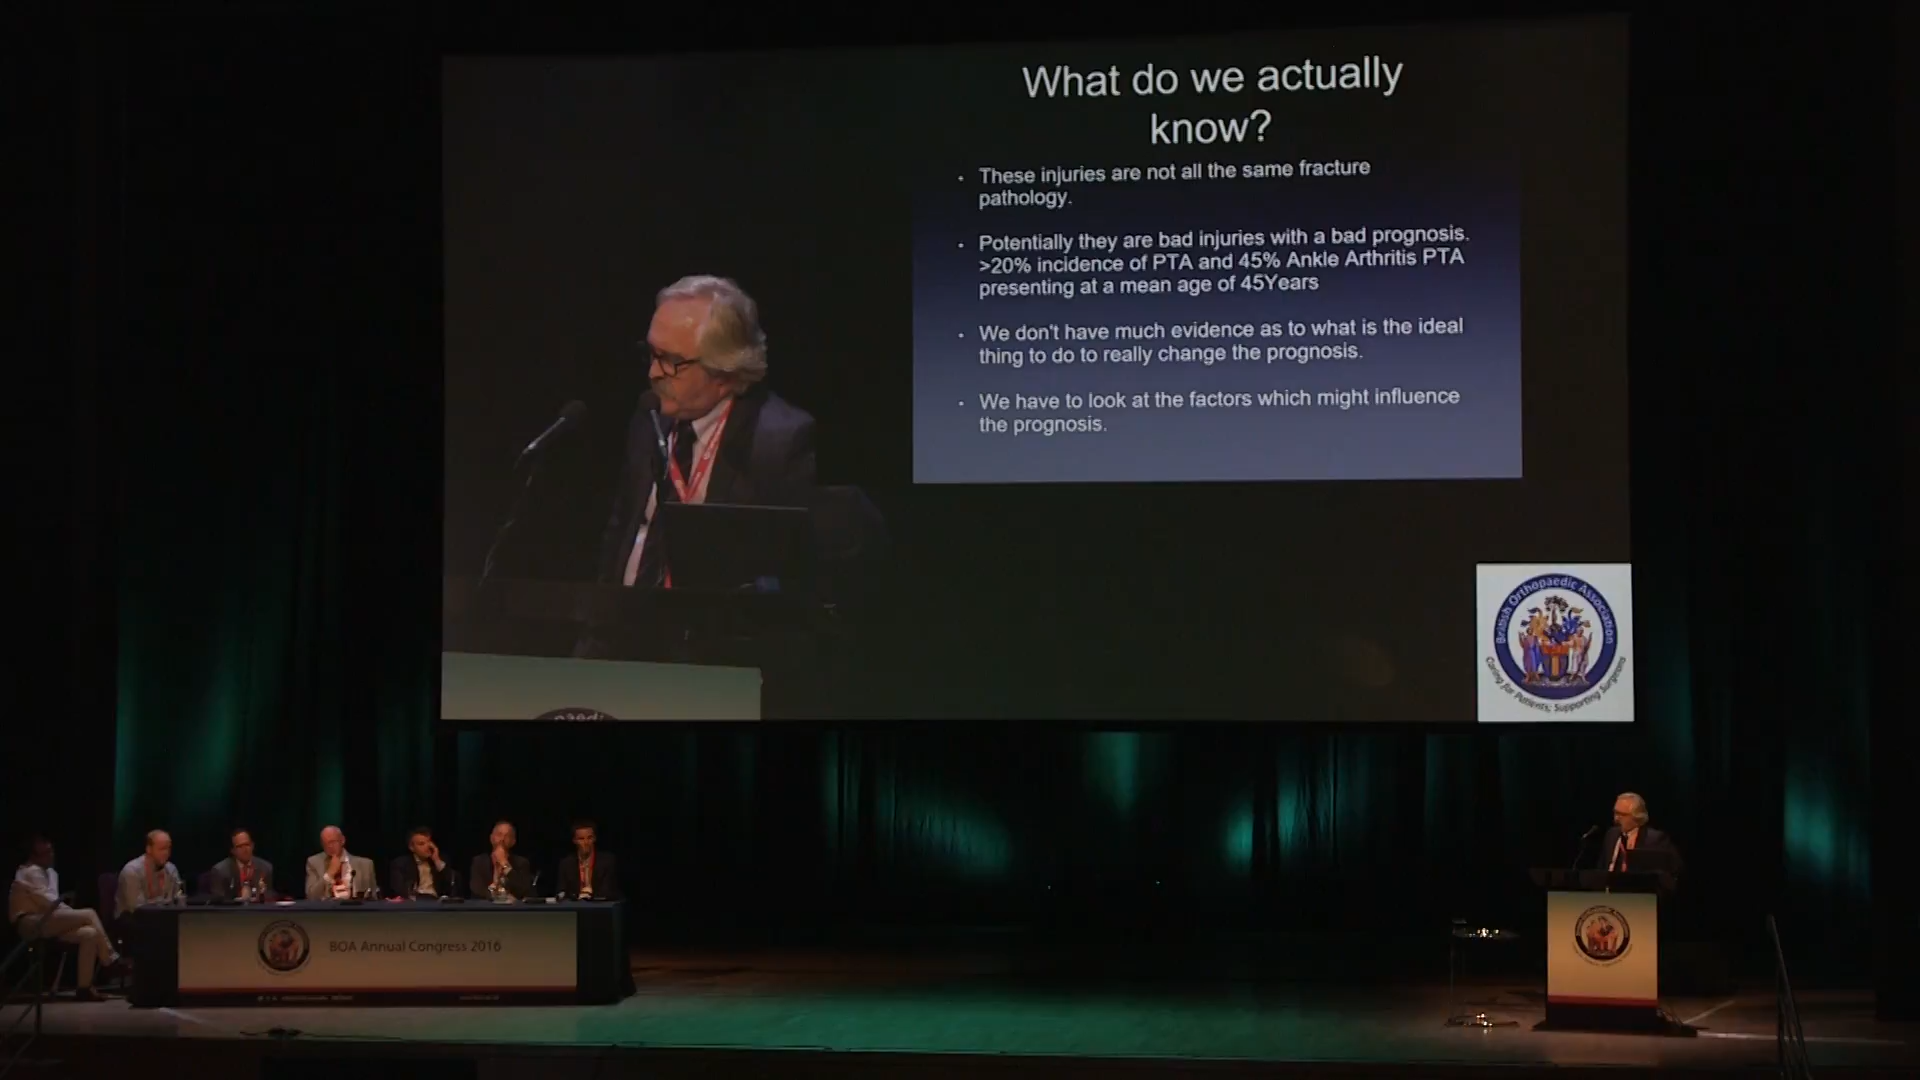 What do we actually
know?
• These injuries are not all the same fracture
pathology.
• Potentially they are bad injuries with a bad prognosis.
>20% incidence of PTA and 45% Ankle Arthritis PTA
presenting at a mean age of 45Years
• We don't have much evidence as to what is the ideal
thing to do to really change the prognosis.
• We have to look at the factors which might influence
the prognosis.
British Orthopaedic Association
Caring for Patients; Supporting Surgeons
BOA Annual Congress 2016